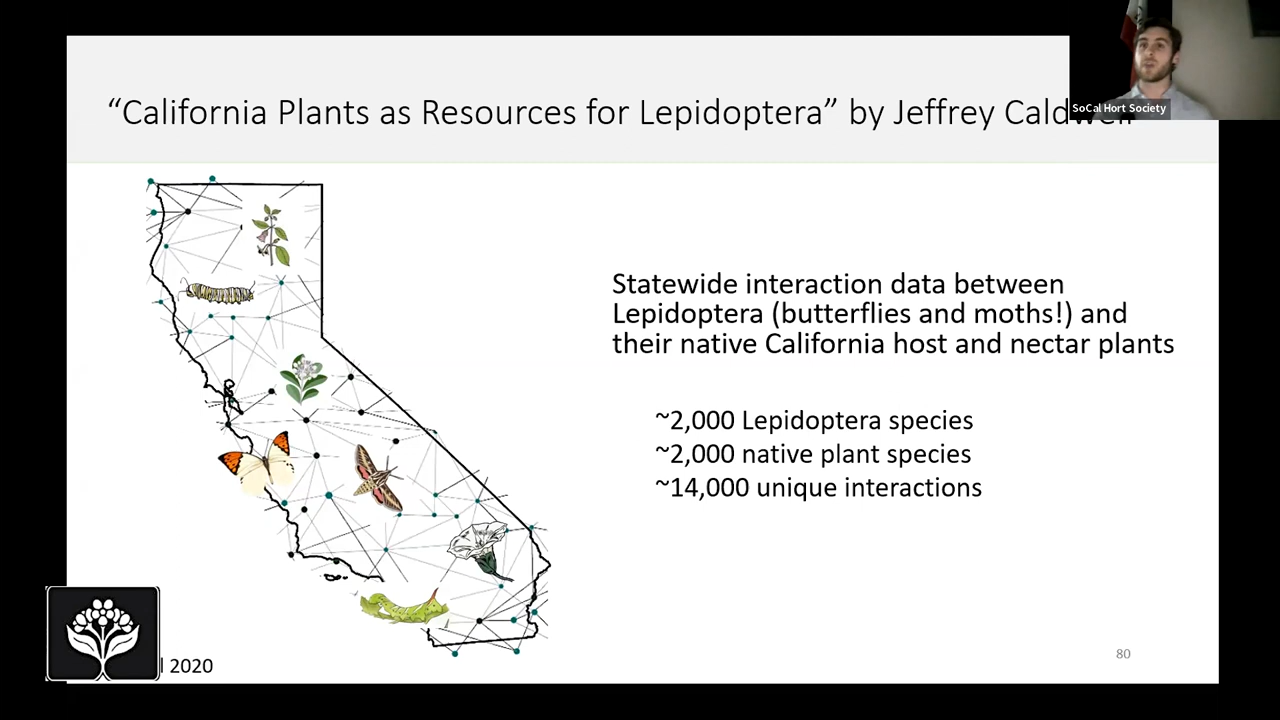 “California Plants as Resources for Lepidoptera” by Jeffrey Caldwell
SoCal Hort Society
Statewide interaction data between
Lepidoptera (butterflies and moths!) and
their native California host and nectar plants
~2,000 Lepidoptera species
~2,000 native plant species
~14,000 unique interactions
2020
80